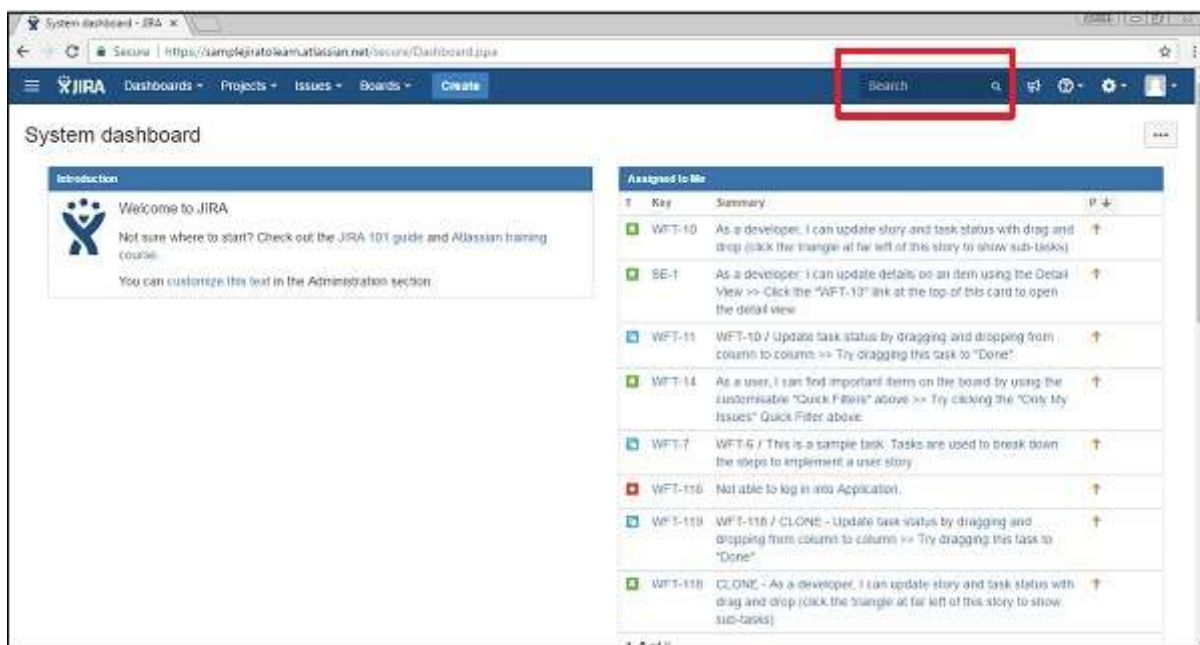 System dashboard - JIRA
Secure | https://samplejiratolearn.atlassian.net/secure/Dashboard.jspa
JIRA Dashboards Projects Issues Boards Create Search
System dashboard
Introduction
Welcome to JIRA
Not sure where to start? Check out the JIRA 101 guide and Atlassian training
course.
You can customize this text in the Administration section.
Assigned to Me
T Key Summary P
WFT-10 As a developer, I can update story and task status with drag and
drop (click the triangle at far left of this story to show sub-tasks)
SE-1 As a developer, I can update details on an item using the Detail
View >> Click the "WFT-13" link at the top of this card to open
the detail view
WFT-11 WFT-10 / Update task status by dragging and dropping from
column to column >> Try dragging this task to "Done"
WFT-14 As a user, I can find important items on the board by using the
customisable "Quick Filters" above >> Try clicking the "Only My
Issues" Quick Filter above
WFT-7 WFT-6 / This is a sample task. Tasks are used to break down
the steps to implement a user story
WFT-116 Not able to log in into Application.
WFT-119 WFT-118 / CLONE - Update task status by dragging and
dropping from column to column >> Try dragging this task to
"Done"
WFT-118 CLONE - As a developer, I can update story and task status with
drag and drop (click the triangle at far left of this story to show
sub-tasks)